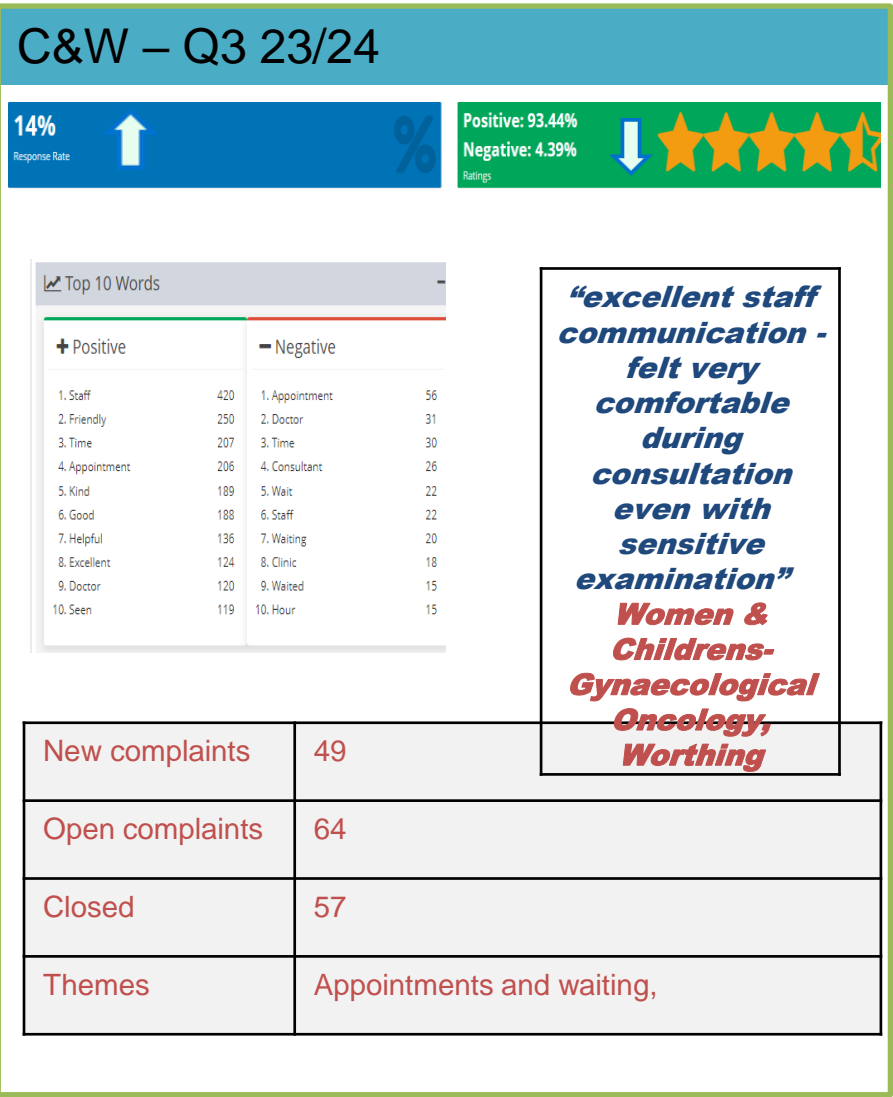 C&W – Q3 23/24
14%
Response Rate
%
Positive: 93.44%
Negative: 4.39%
Ratings
Top 10 Words
Positive
1. Staff 420
2. Friendly 250
3. Time 207
4. Appointment 206
5. Kind 189
6. Good 188
7. Helpful 136
8. Excellent 124
9. Doctor 120
10. Seen 119
Negative
1. Appointment 56
2. Doctor 31
3. Time 30
4. Consultant 26
5. Wait 22
6. Staff 22
7. Waiting 20
8. Clinic 18
9. Waited 15
10. Hour 15
“excellent staff
communication -
felt very
comfortable
during
consultation
even with
sensitive
examination”
Women &
Childrens-
Gynaecological
Oncology,
Worthing
New complaints 49
Open complaints 64
Closed 57
Themes Appointments and waiting,